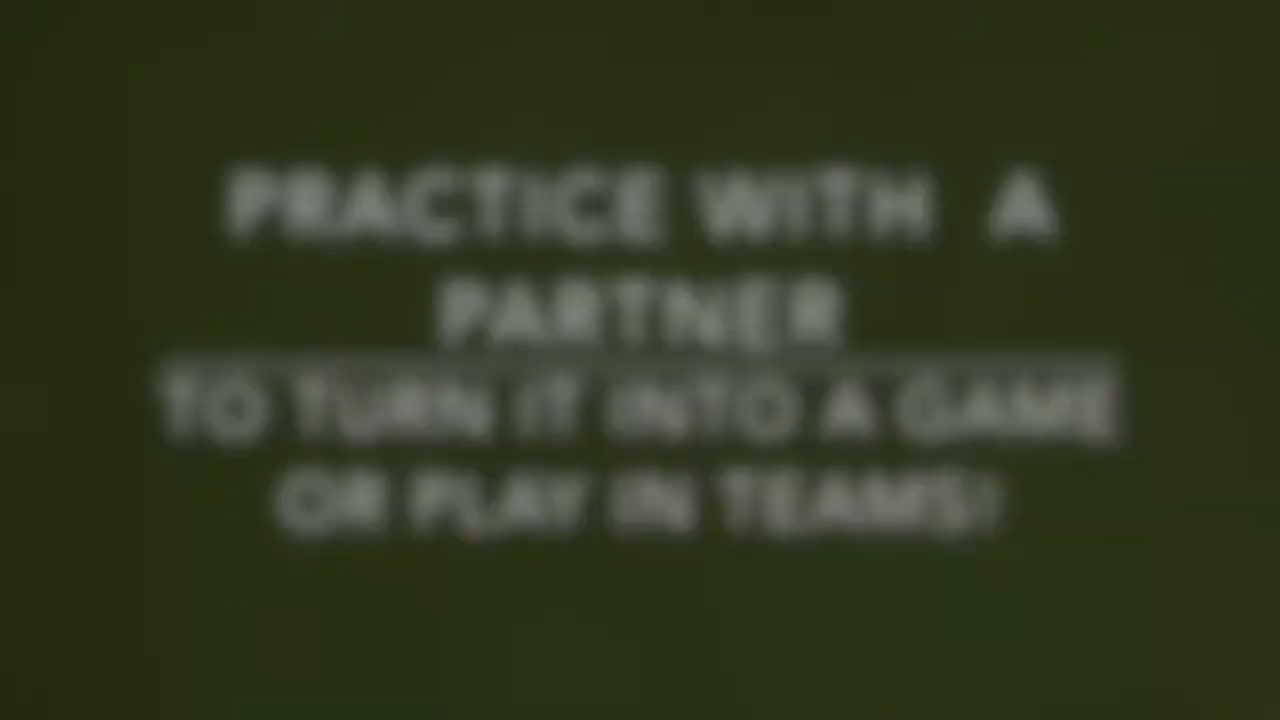 PRACTICE WITH A
PARTNER
TO TURN IT INTO A GAME
OR PLAY IN TEAMS!